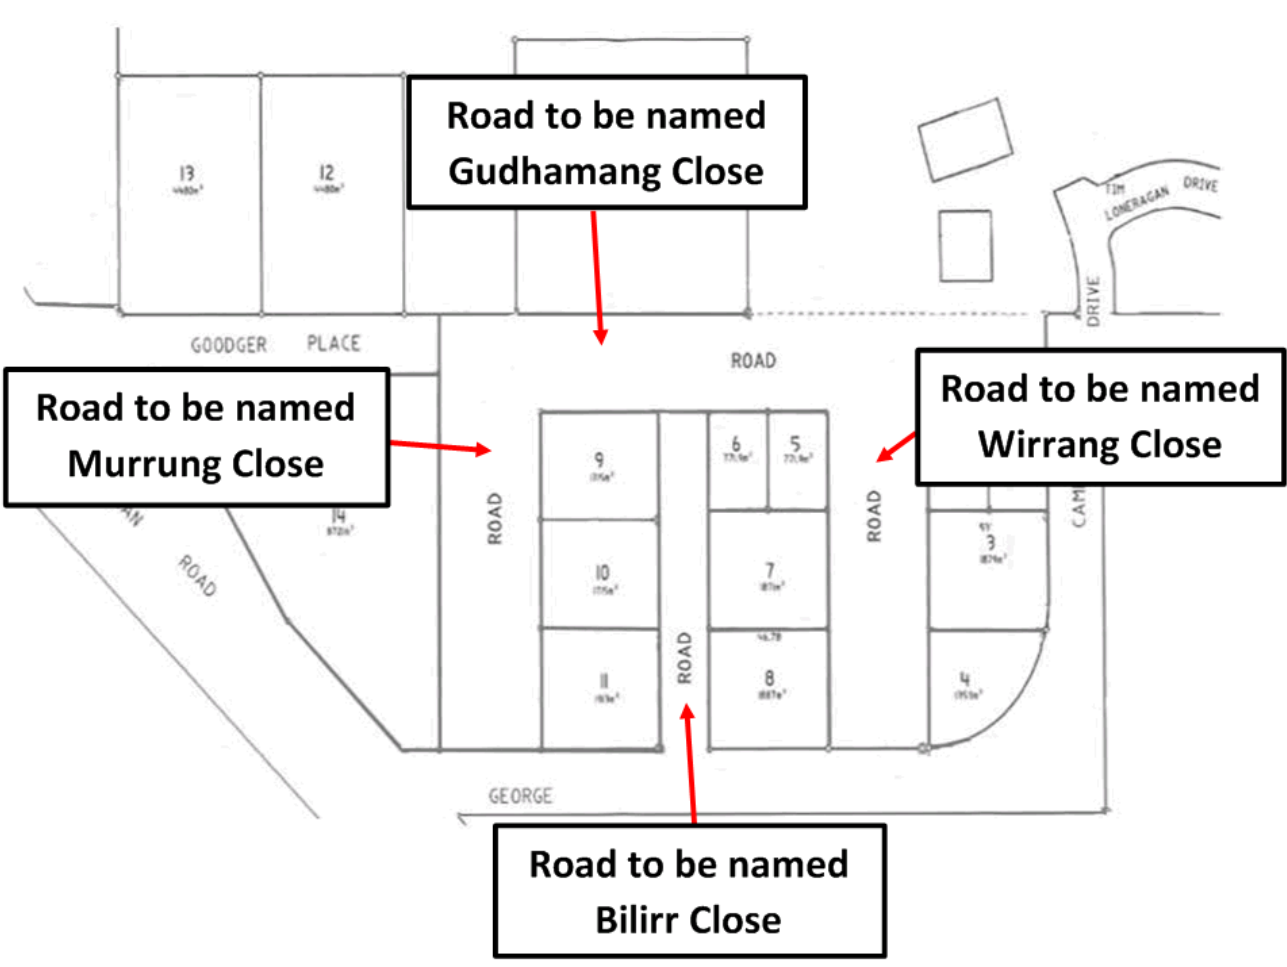 Road to be named
Gudhamang Close
13
12
TIM
LONERAGAN DRIVE
DRIVE
GOODGER PLACE
ROAD
Road to be named
Murrung Close
Road to be named
Wirrang Close
9
6
5
ROAD
ROAD
14
3
10
7
ROAD
ROAD
46.78
11
8
4
GEORGE
Road to be named
Bilirr Close